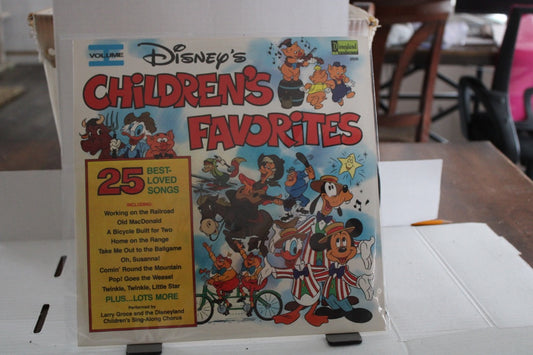 VOLUME
I
DISNEY'S
Disneyland
CHILDREN'S
FAVORITES
25 BEST-
LOVED
SONGS
INCLUDING:
Working on the Railroad
Old MacDonald
A Bicycle Built for Two
Home on the Range
Take Me Out to the Ballgame
Oh, Susanna!
Comin' Round the Mountain
Pop! Goes the Weasel
Twinkle, Twinkle, Little Star
PLUS...LOTS MORE
Performed by
Larry Groce and the Disneyland
Children's Sing-Along Chorus